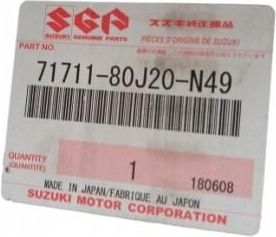 SGP
スズキ純正部品
SUZUKI GENUINE PARTS
PIÈCES D'ORIGINE DE SUZUKI
PART NO.
71711-80J20-N49
QUANTITY
(QUANTITÉ)
1
180608
MADE IN JAPAN/FABRIQUÉ AU JAPON
SUZUKI MOTOR CORPORATION